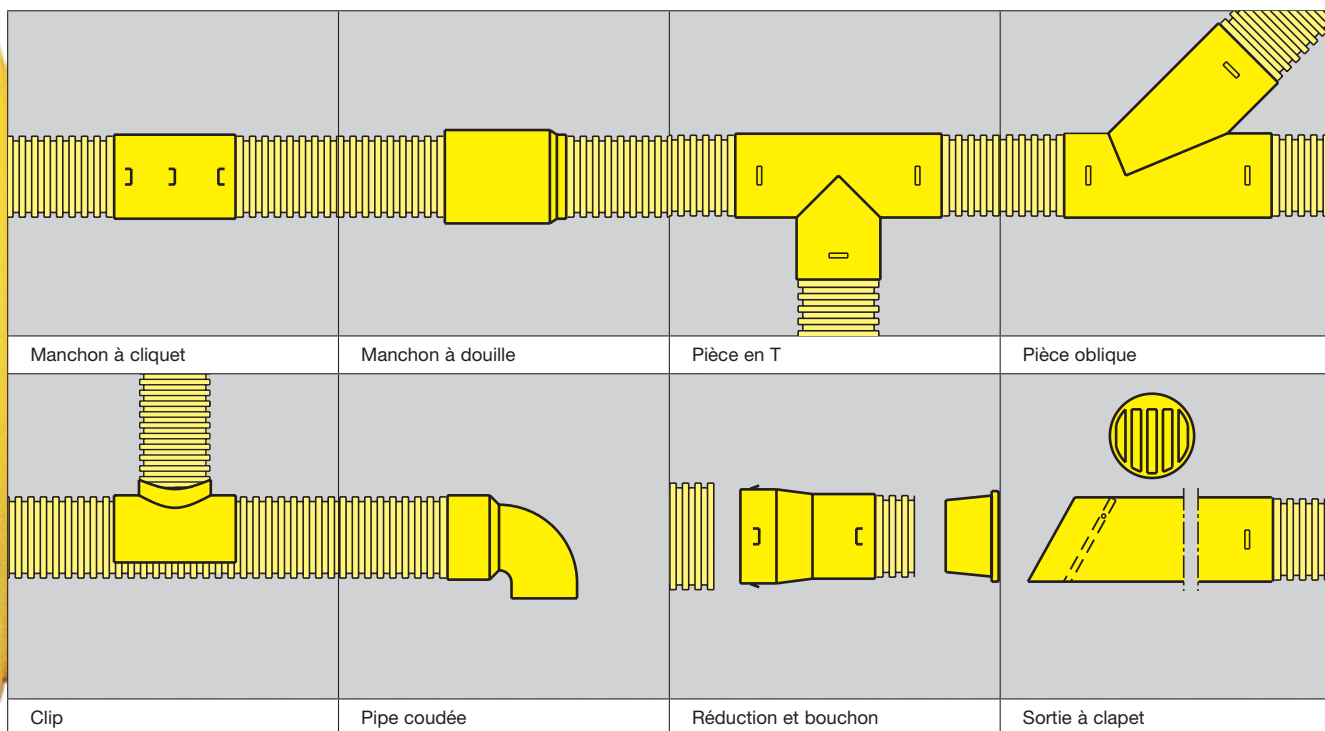 Manchon à cliquet
Manchon à douille
Pièce en T
Pièce oblique
Clip
Pipe coudée
Réduction et bouchon
Sortie à clapet